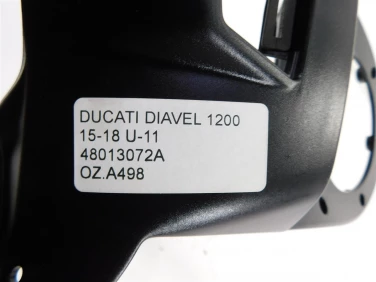 DUCATI DIAVEL 1200
15-18 U-11
48013072A
OZ.A498